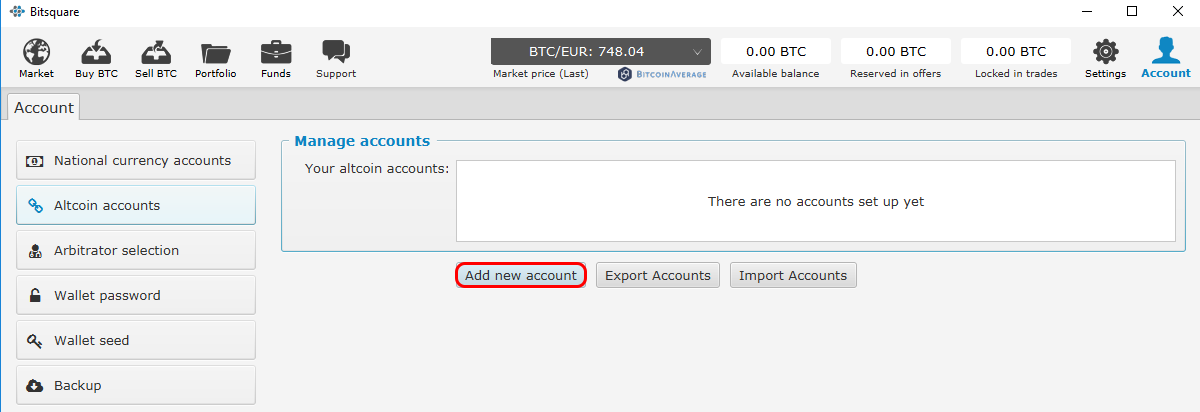 Bitsquare
Market Buy BTC Sell BTC Portfolio Funds Support
BTC/EUR: 748.04
Market price (Last) BITCOINAVERAGE
0.00 BTC
Available balance
0.00 BTC
Reserved in offers
0.00 BTC
Locked in trades
Settings Account
Account
National currency accounts
Altcoin accounts
Arbitrator selection
Wallet password
Wallet seed
Backup
Manage accounts
Your altcoin accounts:
There are no accounts set up yet
Add new account Export Accounts Import Accounts